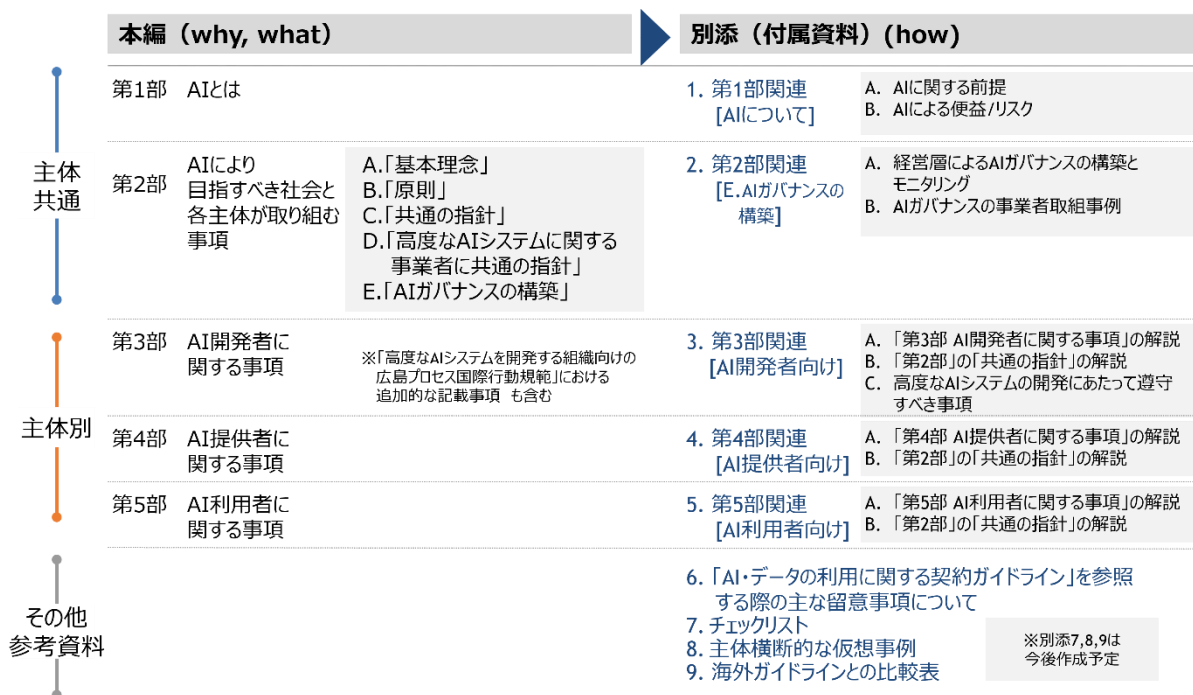 本編（why, what）
別添（付属資料）(how)
主体
共通
第1部 AIとは
1. 第1部関連
[AIについて]
A. AIに関する前提
B. AIによる便益/リスク
第2部
AIにより
目指すべき社会と
各主体が取り組む
事項
A.「基本理念」
B.「原則」
C.「共通の指針」
D.「高度なAIシステムに関する
事業者に共通の指針」
E.「AIガバナンスの構築」
2. 第2部関連
[E.AIガバナンスの
構築]
A. 経営層によるAIガバナンスの構築と
モニタリング
B. AIガバナンスの事業者取組事例
主体別
第3部 AI開発者に
関する事項
※「高度なAIシステムを開発する組織向けの
広島プロセス国際行動規範」における
追加的な記載事項 も含む
3. 第3部関連
[AI開発者向け]
A. 「第3部 AI開発者に関する事項」の解説
B. 「第2部」の「共通の指針」の解説
C. 高度なAIシステムの開発にあたって遵守
すべき事項
第4部 AI提供者に
関する事項
4. 第4部関連
[AI提供者向け]
A. 「第4部 AI提供者に関する事項」の解説
B. 「第2部」の「共通の指針」の解説
第5部 AI利用者に
関する事項
5. 第5部関連
[AI利用者向け]
A. 「第5部 AI利用者に関する事項」の解説
B. 「第2部」の「共通の指針」の解説
その他
参考資料
6. 「AI・データの利用に関する契約ガイドライン」を参照
する際の主な留意事項について
7. チェックリスト
8. 主体横断的な仮想事例
9. 海外ガイドラインとの比較表
※別添7,8,9は
今後作成予定